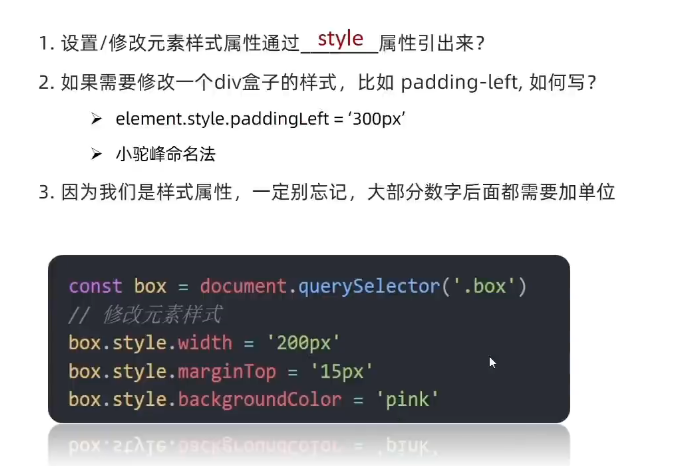 1. 设置/修改元素样式属性通过 style 属性引出来？
2. 如果需要修改一个div盒子的样式，比如 padding-left, 如何写？
➢ element.style.paddingLeft = ‘300px’
➢ 小驼峰命名法
3. 因为我们是样式属性，一定别忘记，大部分数字后面都需要加单位
const box = document.querySelector('.box')
// 修改元素样式
box.style.width = '200px'
box.style.marginTop = '15px'
box.style.backgroundColor = 'pink'